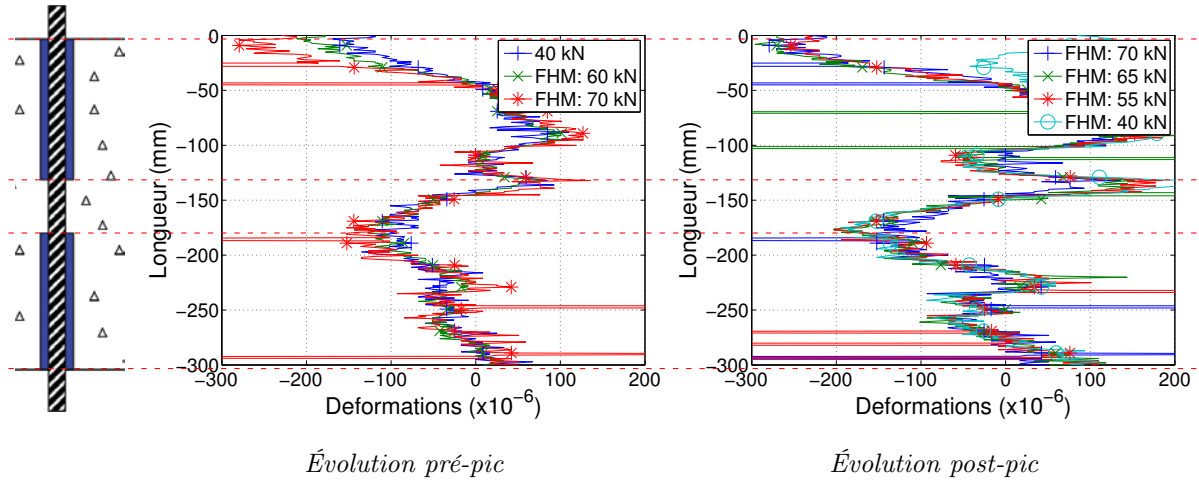 0
−50
−100
−150
−200
−250
−300
−300 −200 −100 0 100 200
Longueur (mm)
Deformations (x10−6)
40 kN
FHM: 60 kN
FHM: 70 kN
Évolution pré-pic
0
−50
−100
−150
−200
−250
−300
−300 −200 −100 0 100 200
Longueur (mm)
Deformations (x10−6)
FHM: 70 kN
FHM: 65 kN
FHM: 55 kN
FHM: 40 kN
Évolution post-pic